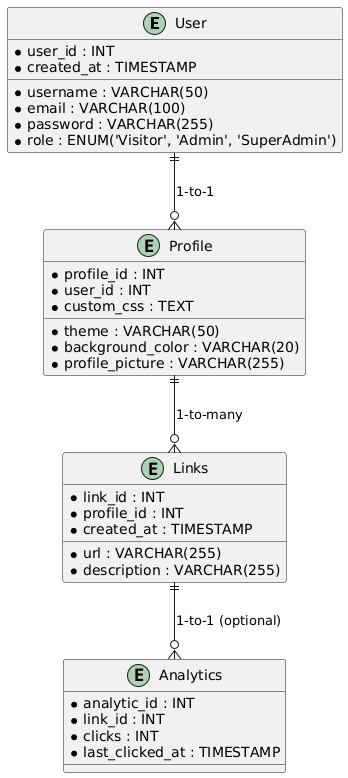 E User
* user_id : INT
* created_at : TIMESTAMP
* username : VARCHAR(50)
* email : VARCHAR(100)
* password : VARCHAR(255)
* role : ENUM('Visitor', 'Admin', 'SuperAdmin')
1-to-1
E Profile
* profile_id : INT
* user_id : INT
* custom_css : TEXT
* theme : VARCHAR(50)
* background_color : VARCHAR(20)
* profile_picture : VARCHAR(255)
1-to-many
E Links
* link_id : INT
* profile_id : INT
* created_at : TIMESTAMP
* url : VARCHAR(255)
* description : VARCHAR(255)
1-to-1 (optional)
E Analytics
* analytic_id : INT
* link_id : INT
* clicks : INT
* last_clicked_at : TIMESTAMP